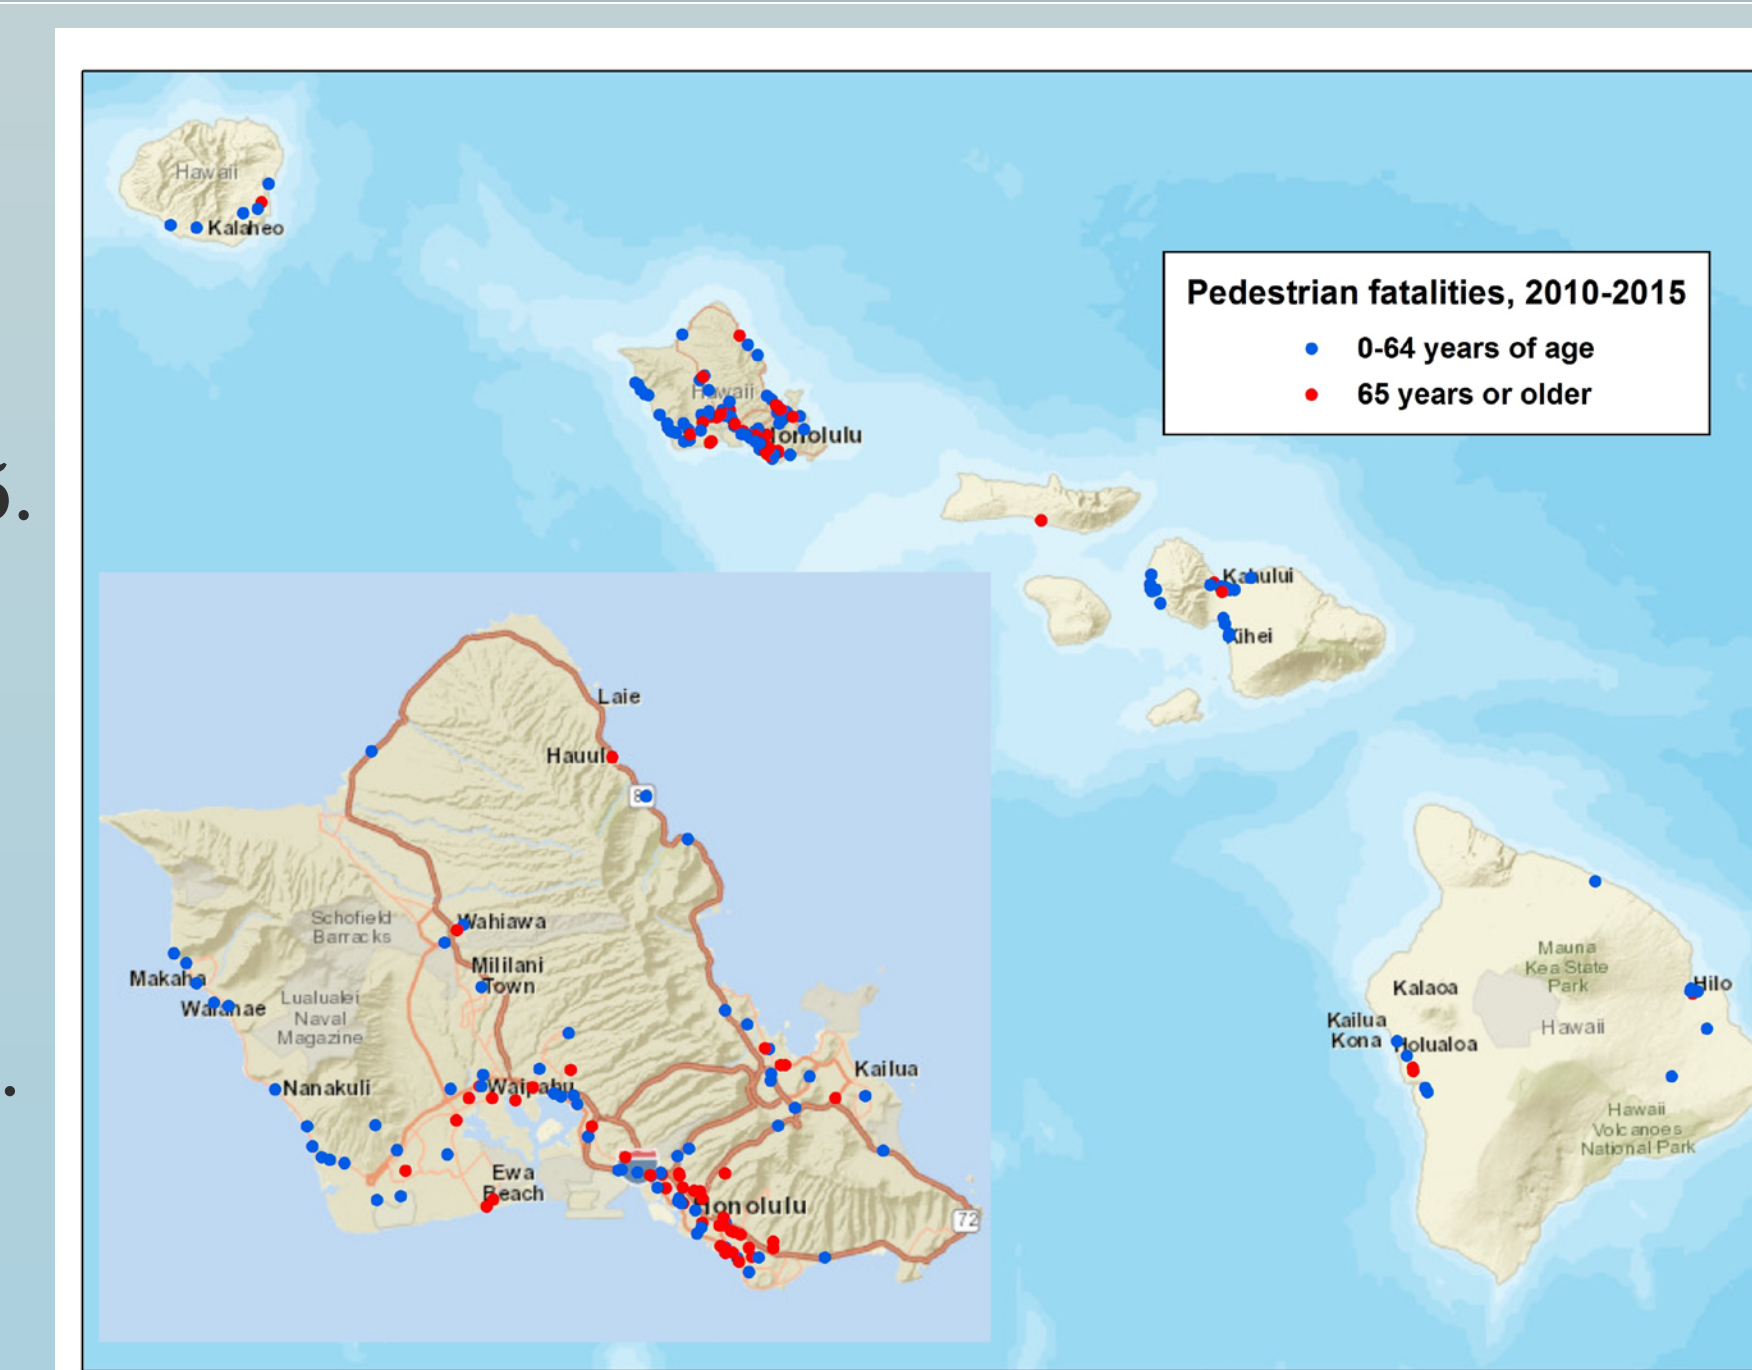 Hawaii
Kalaheo
Pedestrian fatalities, 2010-2015
0-64 years of age
65 years or older
Hawaii
Honolulu
Kahului
Kihei
Laie
Hauula
Schofield
Barracks
Wahiawa
Mililani
Town
Makaha
Waianae
Lualualei
Naval
Magazine
Nanakuli
Waipahu
Kailua
Ewa
Beach
Honolulu
72
Mauna
Kea State
Park
Kalaoa
Hilo
Kailua
Kona
Hawaii
Holualoa
Hawaii
Volcanoes
National Park